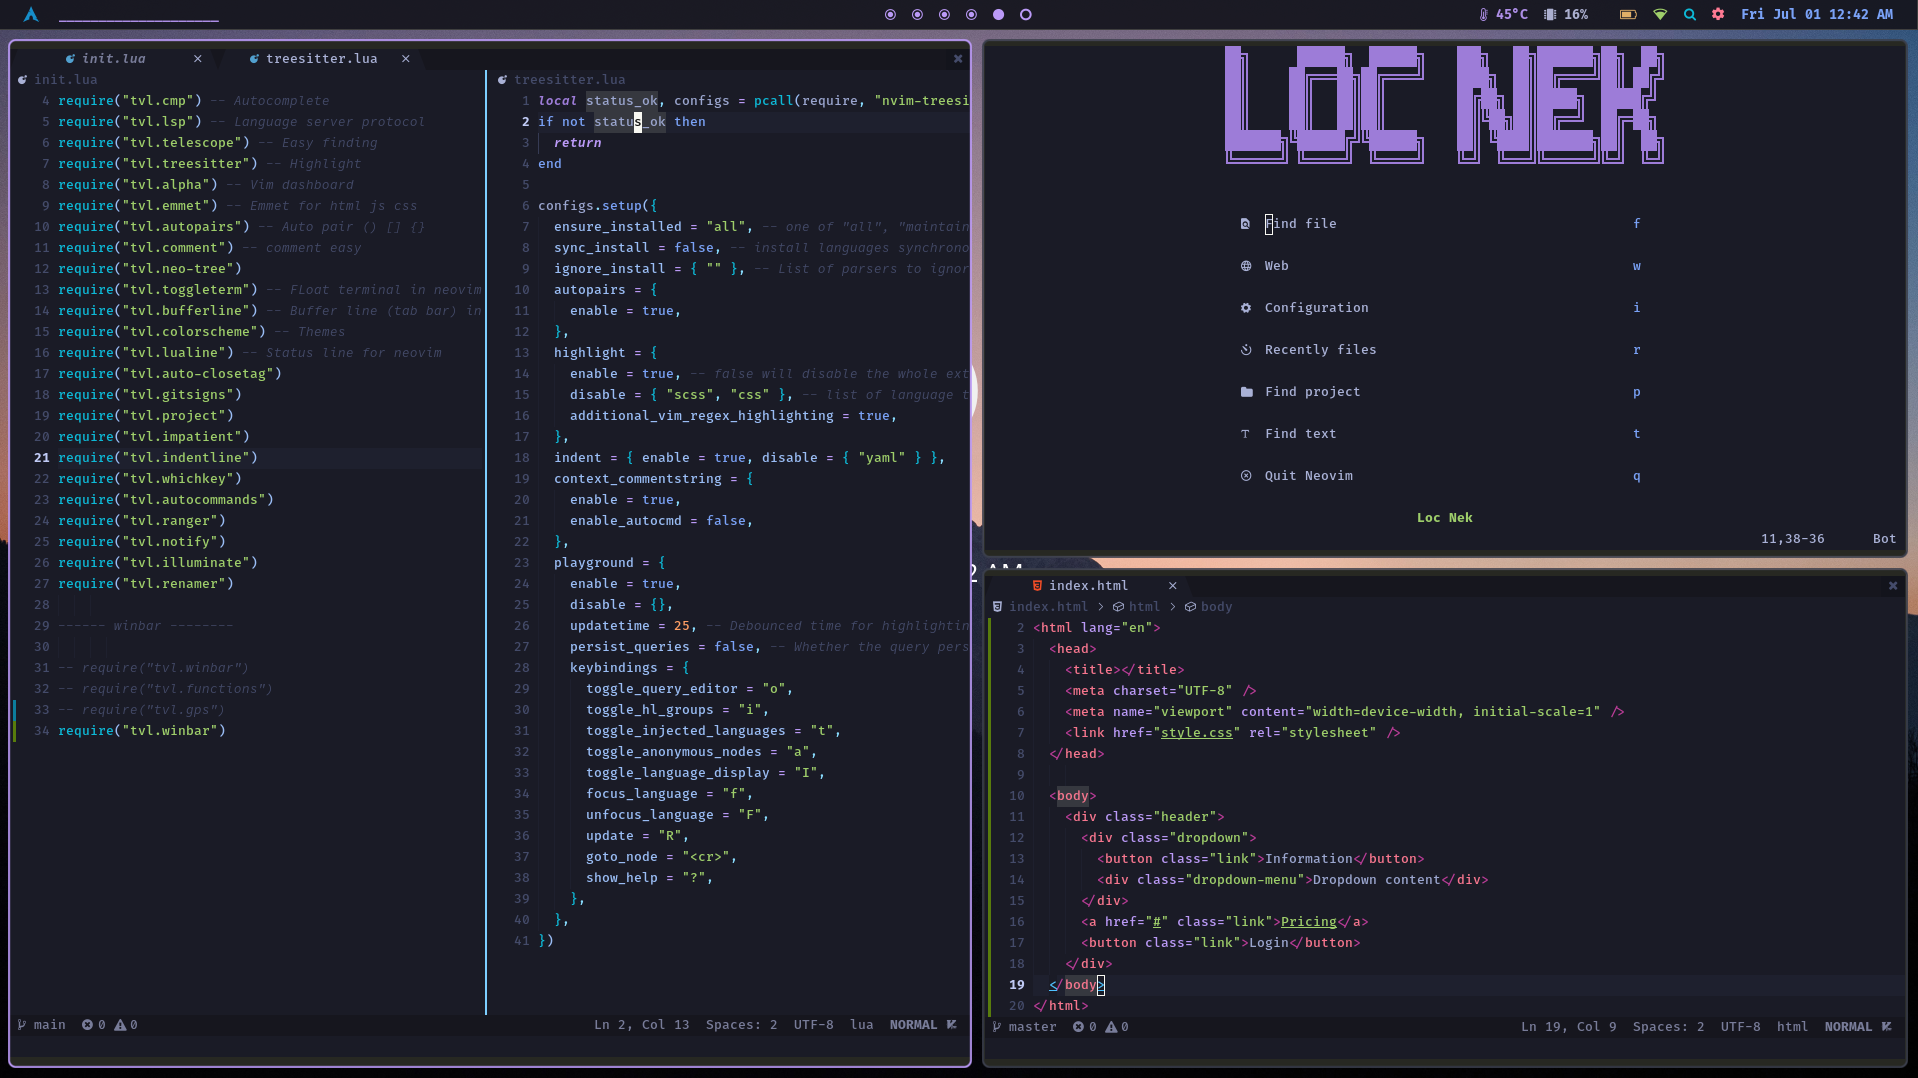 45°C 16% Fri Jul 01 12:42 AM
init.lua × treesitter.lua ×
init.lua
4 require("tvl.cmp") -- Autocomplete
5 require("tvl.lsp") -- Language server protocol
6 require("tvl.telescope") -- Easy finding
7 require("tvl.treesitter") -- Highlight
8 require("tvl.alpha") -- Vim dashboard
9 require("tvl.emmet") -- Emmet for html js css
10 require("tvl.autopairs") -- Auto pair () [] {}
11 require("tvl.comment") -- comment easy
12 require("tvl.neo-tree")
13 require("tvl.toggleterm") -- FLoat terminal in neovim
14 require("tvl.bufferline") -- Buffer line (tab bar) in
15 require("tvl.colorscheme") -- Themes
16 require("tvl.lualine") -- Status line for neovim
17 require("tvl.auto-closetag")
18 require("tvl.gitsigns")
19 require("tvl.project")
20 require("tvl.impatient")
21 require("tvl.indentline")
22 require("tvl.whichkey")
23 require("tvl.autocommands")
24 require("tvl.ranger")
25 require("tvl.notify")
26 require("tvl.illuminate")
27 require("tvl.renamer")
28
29 ------ winbar --------
30
31 -- require("tvl.winbar")
32 -- require("tvl.functions")
33 -- require("tvl.gps")
34 require("tvl.winbar")
treesitter.lua
1 local status_ok, configs = pcall(require, "nvim-treesi
2 if not status_ok then
3 return
4 end
5
6 configs.setup({
7 ensure_installed = "all", -- one of "all", "maintain
8 sync_install = false, -- install languages synchrono
9 ignore_install = { "" }, -- List of parsers to ignor
10 autopairs = {
11 enable = true,
12 },
13 highlight = {
14 enable = true, -- false will disable the whole ext
15 disable = { "scss", "css" }, -- list of language t
16 additional_vim_regex_highlighting = true,
17 },
18 indent = { enable = true, disable = { "yaml" } },
19 context_commentstring = {
20 enable = true,
21 enable_autocmd = false,
22 },
23 playground = {
24 enable = true,
25 disable = {},
26 updatetime = 25, -- Debounced time for highlightin
27 persist_queries = false, -- Whether the query pers
28 keybindings = {
29 toggle_query_editor = "o",
30 toggle_hl_groups = "i",
31 toggle_injected_languages = "t",
32 toggle_anonymous_nodes = "a",
33 toggle_language_display = "I",
34 focus_language = "f",
35 unfocus_language = "F",
36 update = "R",
37 goto_node = "<cr>",
38 show_help = "?",
39 },
40 },
41 })
main 0 0 Ln 2, Col 13 Spaces: 2 UTF-8 lua NORMAL
LOC NEK
Find file f
Web w
Configuration i
Recently files r
Find project p
Find text t
Quit Neovim q
Loc Nek
11,38-36 Bot
2 AM
index.html ×
index.html > html > body
2 <html lang="en">
3 <head>
4 <title></title>
5 <meta charset="UTF-8" />
6 <meta name="viewport" content="width=device-width, initial-scale=1" />
7 <link href="style.css" rel="stylesheet" />
8 </head>
9
10 <body>
11 <div class="header">
12 <div class="dropdown">
13 <button class="link">Information</button>
14 <div class="dropdown-menu">Dropdown content</div>
15 </div>
16 <a href="#" class="link">Pricing</a>
17 <button class="link">Login</button>
18 </div>
19 </body>
20 </html>
master 0 0 Ln 19, Col 9 Spaces: 2 UTF-8 html NORMAL